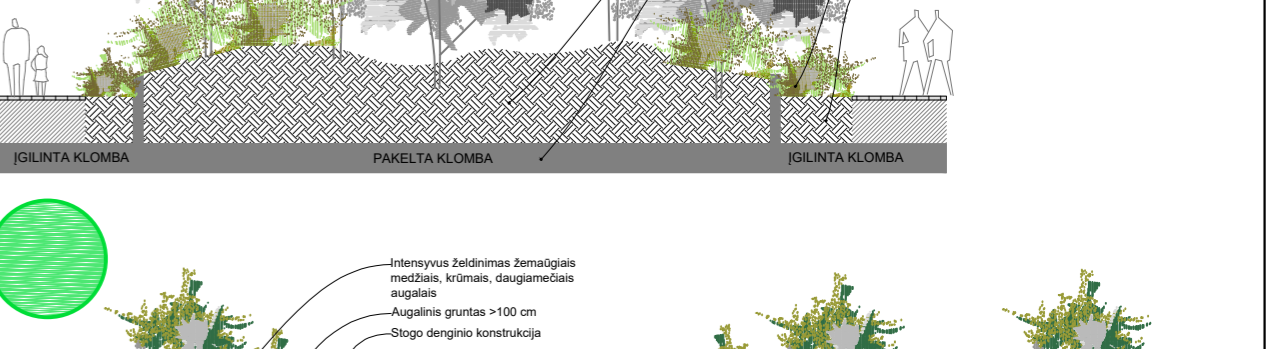 ĮGILINTA KLOMBA
PAKELTA KLOMBA
ĮGILINTA KLOMBA
Intensyvus želdinimas žemaūgiais
medžiais, krūmais, daugiamečiais
augalais
Augalinis gruntas >100 cm
Stogo denginio konstrukcija